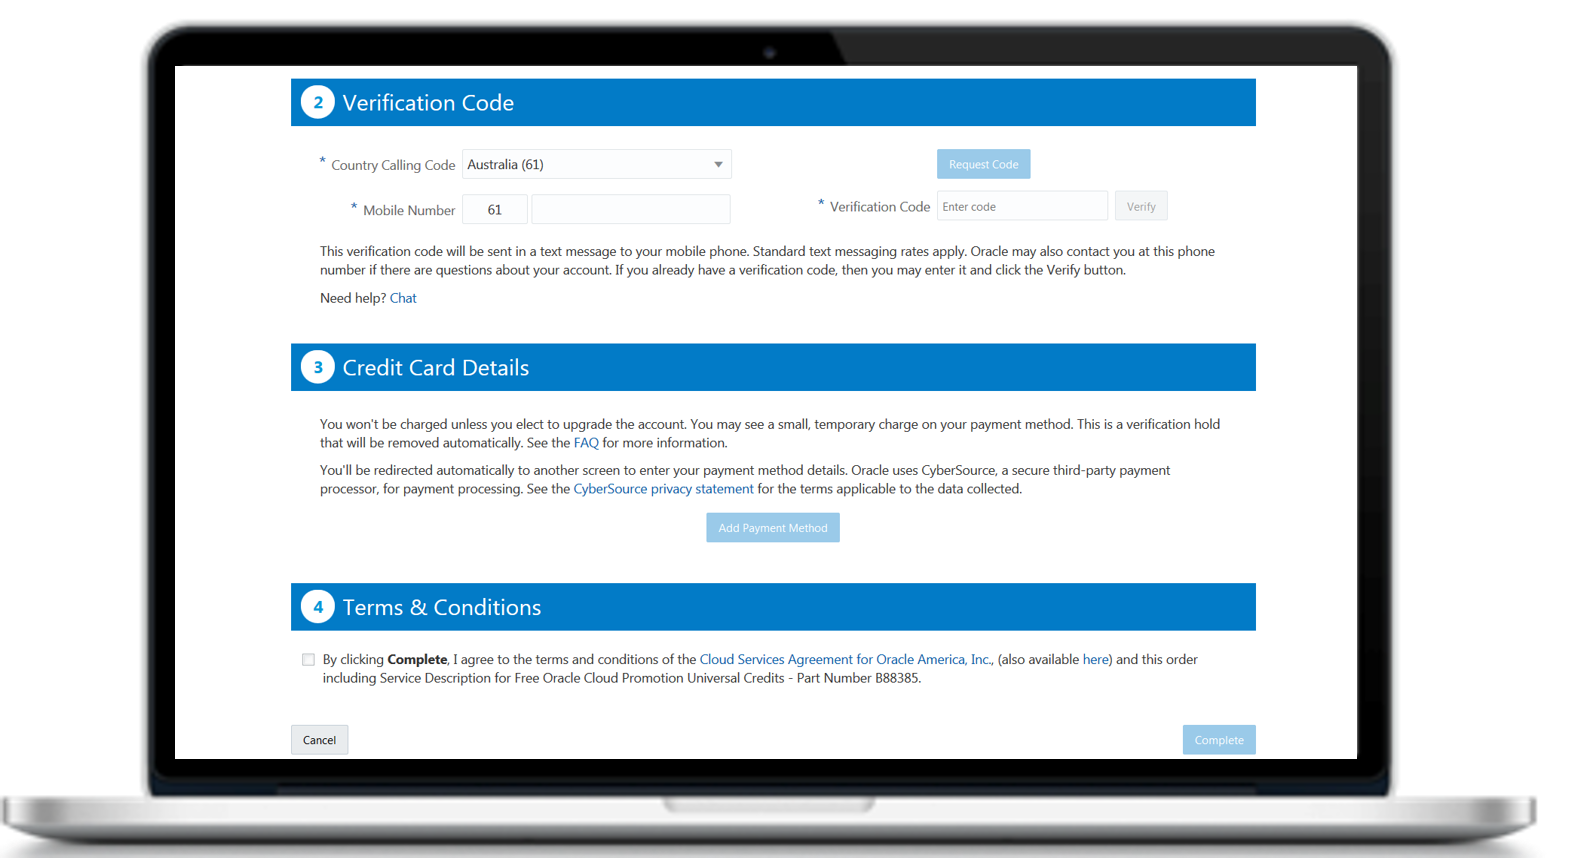 2 Verification Code
* Country Calling Code Australia (61)
Request Code
* Mobile Number 61
* Verification Code Enter code Verify
This verification code will be sent in a text message to your mobile phone. Standard text messaging rates apply. Oracle may also contact you at this phone
number if there are questions about your account. If you already have a verification code, then you may enter it and click the Verify button.
Need help? Chat
3 Credit Card Details
You won't be charged unless you elect to upgrade the account. You may see a small, temporary charge on your payment method. This is a verification hold
that will be removed automatically. See the FAQ for more information.
You'll be redirected automatically to another screen to enter your payment method details. Oracle uses CyberSource, a secure third-party payment
processor, for payment processing. See the CyberSource privacy statement for the terms applicable to the data collected.
Add Payment Method
4 Terms & Conditions
By clicking Complete, I agree to the terms and conditions of the Cloud Services Agreement for Oracle America, Inc., (also available here) and this order
including Service Description for Free Oracle Cloud Promotion Universal Credits - Part Number B88385.
Cancel
Complete